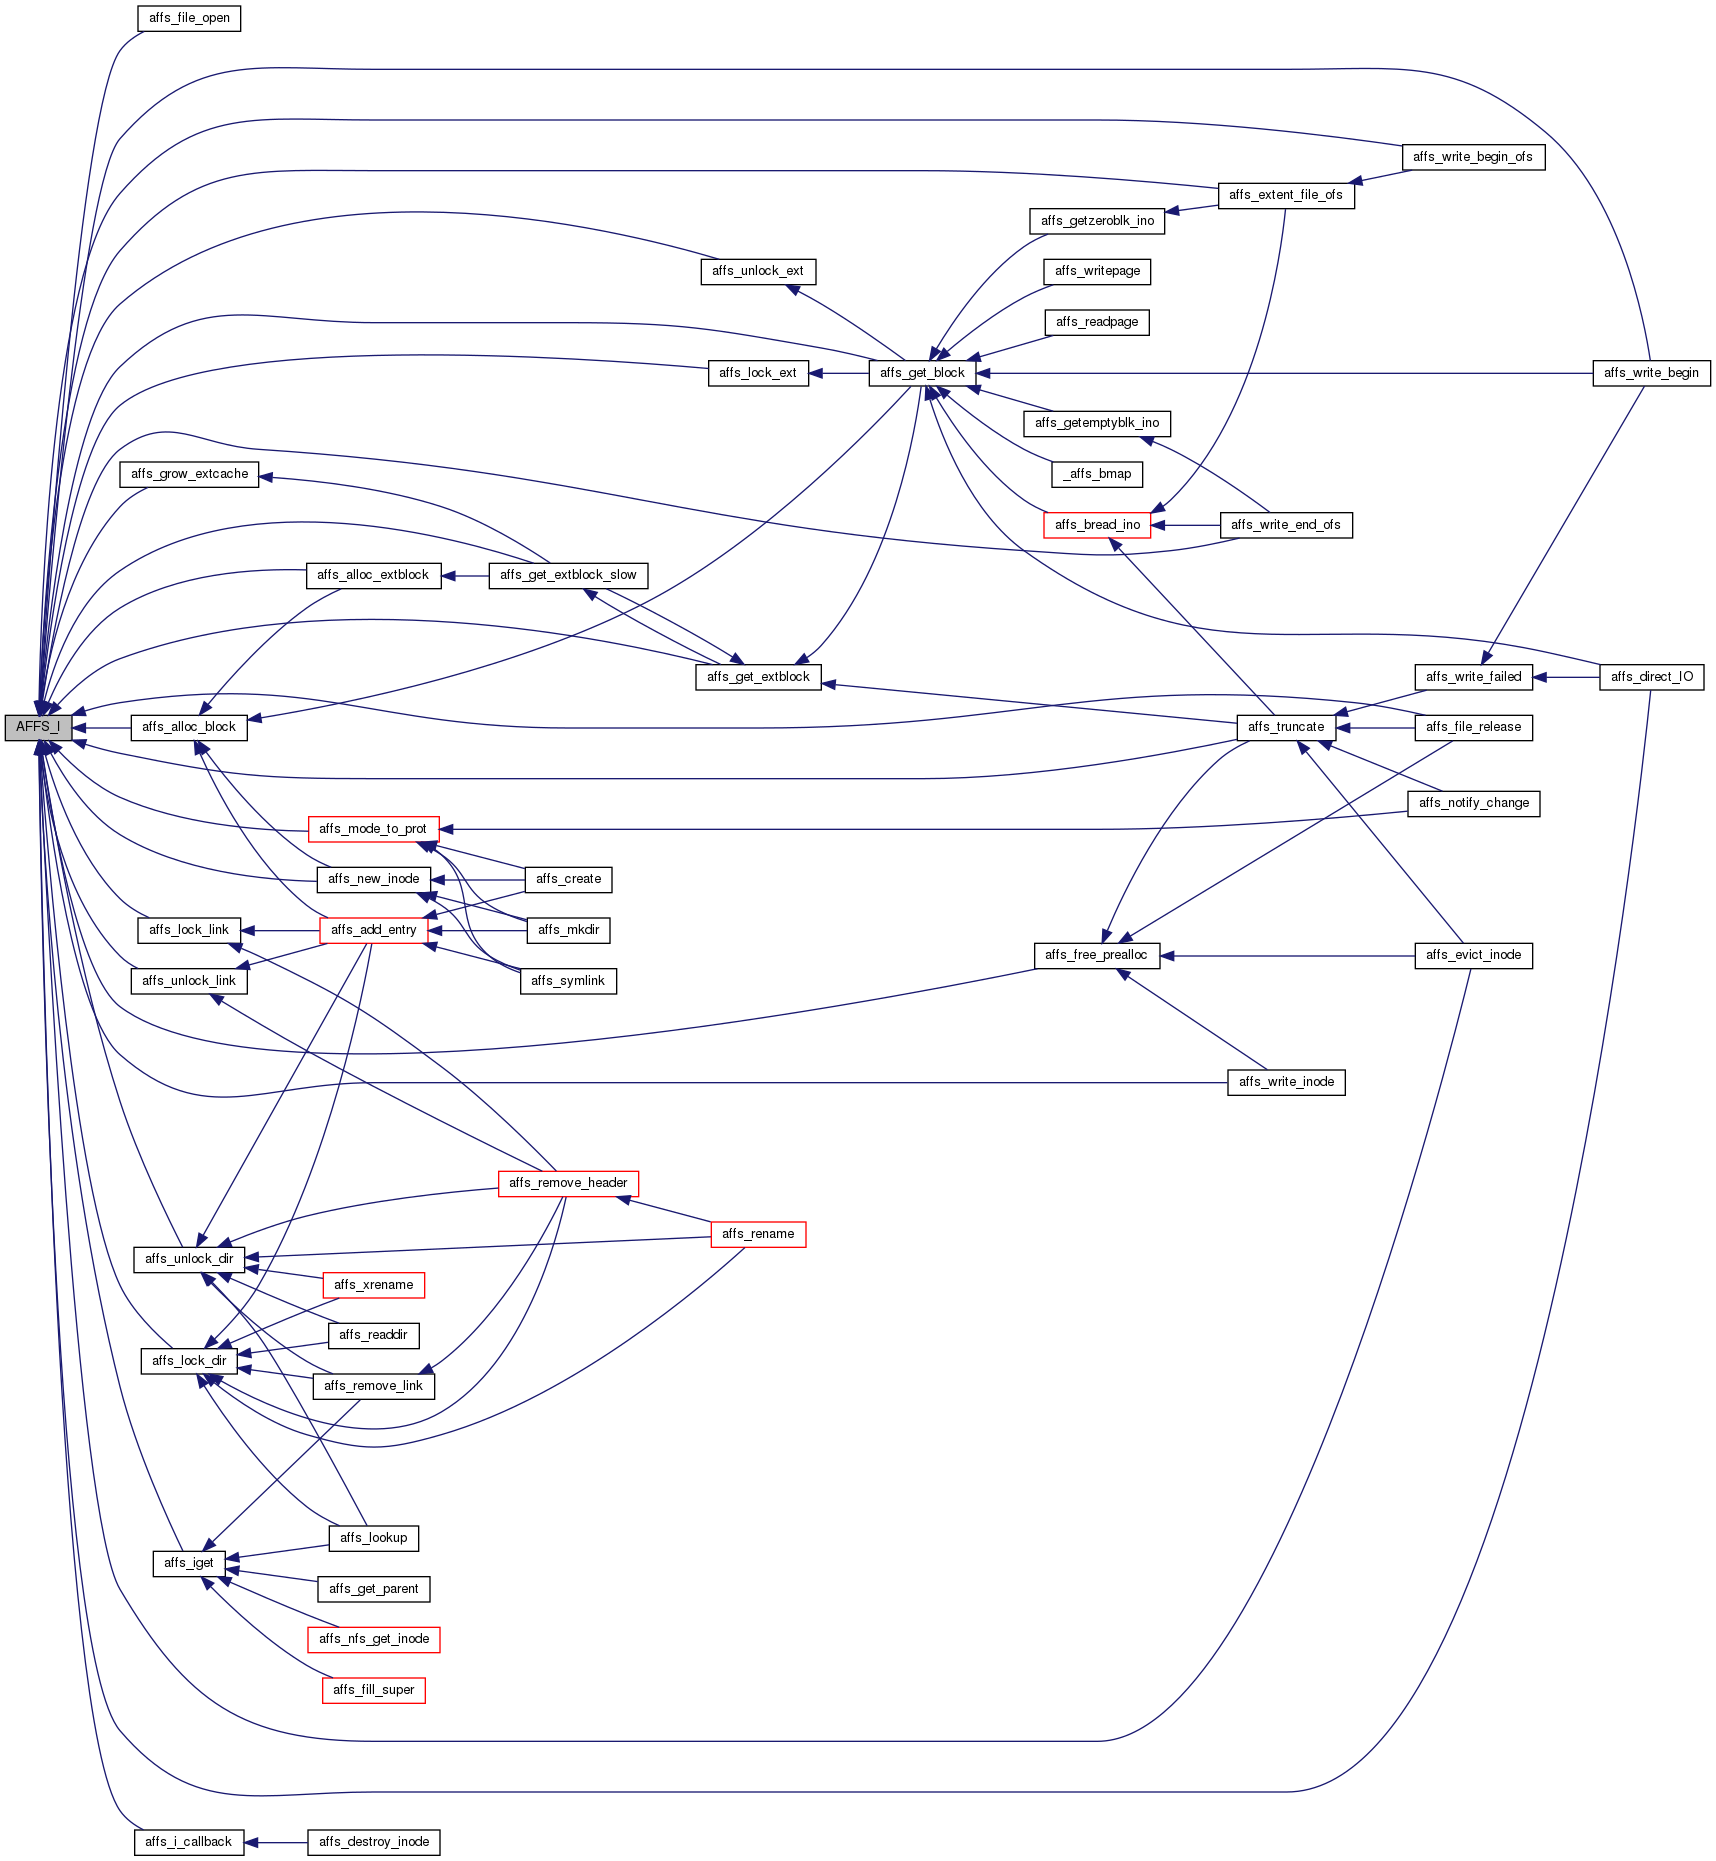 affs_file_open
affs_write_begin_ofs
affs_extent_file_ofs
affs_getzeroblk_ino
affs_unlock_ext
affs_writepage
affs_readpage
affs_lock_ext
affs_get_block
affs_write_begin
affs_getemptyblk_ino
affs_grow_extcache
_affs_bmap
affs_bread_ino
affs_write_end_ofs
affs_alloc_extblock
affs_get_extblock_slow
affs_get_extblock
affs_write_failed
affs_direct_IO
AFFS_I
affs_alloc_block
affs_truncate
affs_file_release
affs_notify_change
affs_mode_to_prot
affs_new_inode
affs_create
affs_lock_link
affs_add_entry
affs_mkdir
affs_free_prealloc
affs_evict_inode
affs_unlock_link
affs_symlink
affs_write_inode
affs_remove_header
affs_rename
affs_unlock_dir
affs_xrename
affs_readdir
affs_lock_dir
affs_remove_link
affs_lookup
affs_iget
affs_get_parent
affs_nfs_get_inode
affs_fill_super
affs_i_callback
affs_destroy_inode